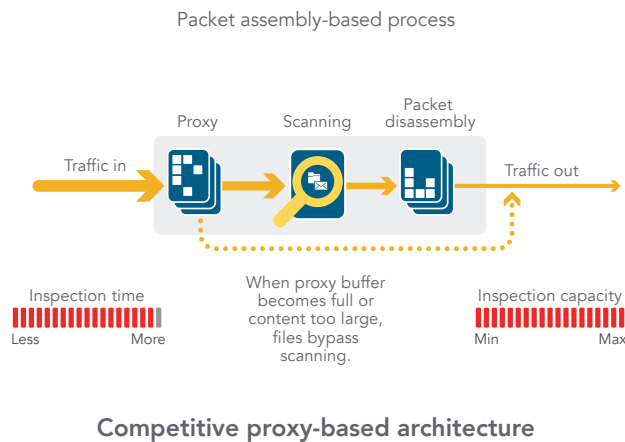 Packet assembly-based process
Proxy
Scanning
Packet
disassembly
Traffic in
Traffic out
When proxy buffer
becomes full or
content too large,
files bypass
scanning.
Inspection time
Less
More
Inspection capacity
Min
Max
Competitive proxy-based architecture